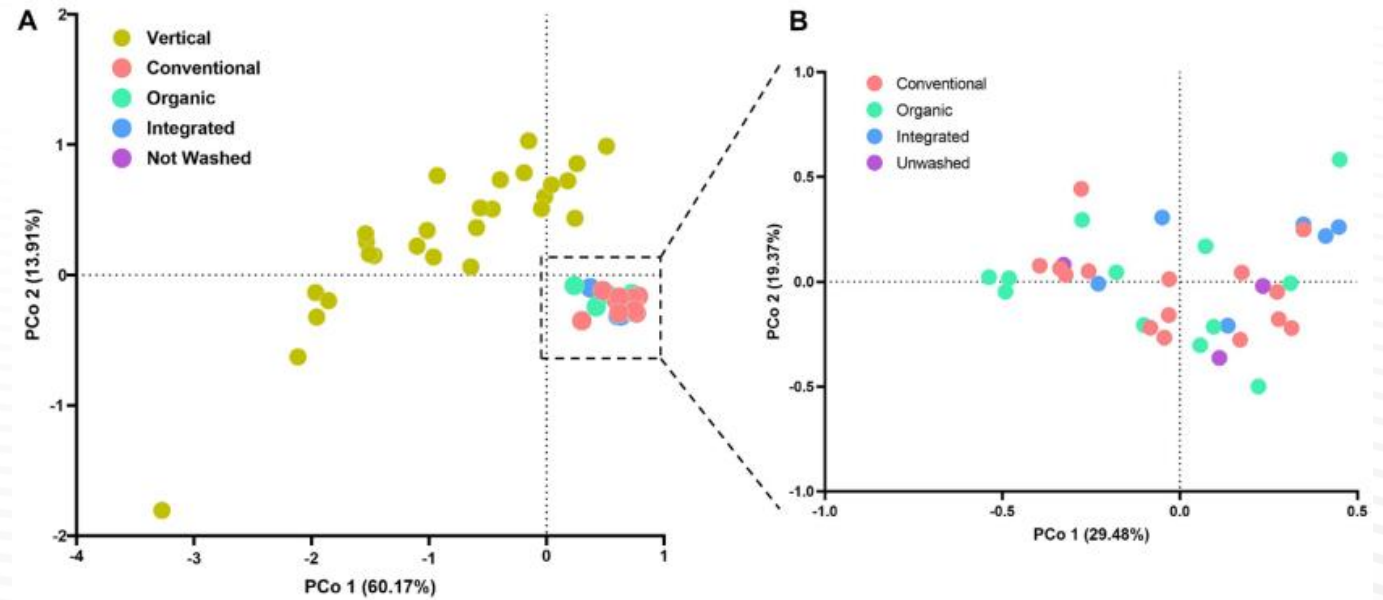 A
2
1
0
-1
-2
-4
-3
-2
-1
0
1
PCo 2 (13.91%)
PCo 1 (60.17%)
Vertical
Conventional
Organic
Integrated
Not Washed
B
1.0
0.5
0.0
-0.5
-1.0
-1.0
-0.5
0.0
0.5
PCo 2 (19.37%)
PCo 1 (29.48%)
Conventional
Organic
Integrated
Unwashed